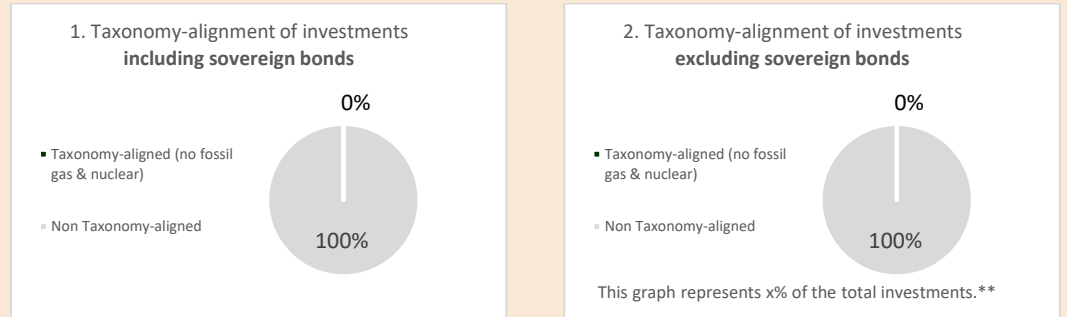 1. Taxonomy-alignment of investments
including sovereign bonds
0%
Taxonomy-aligned (no fossil
gas & nuclear)
Non Taxonomy-aligned
100%
2. Taxonomy-alignment of investments
excluding sovereign bonds
0%
Taxonomy-aligned (no fossil
gas & nuclear)
Non Taxonomy-aligned
100%
This graph represents x% of the total investments.**